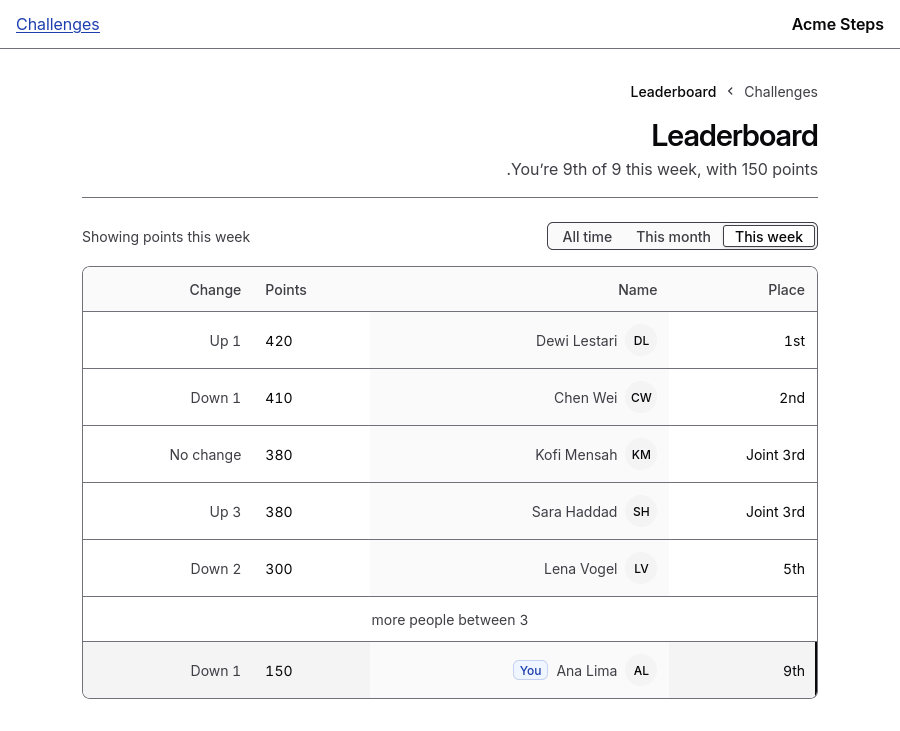 Acme Steps
Challenges
Challenges › Leaderboard
Leaderboard
.You're 9th of 9 this week, with 150 points
This week This month All time
Showing points this week
Place Name Points Change
1st DL Dewi Lestari 420 Up 1
2nd CW Chen Wei 410 Down 1
Joint 3rd KM Kofi Mensah 380 No change
Joint 3rd SH Sara Haddad 380 Up 3
5th LV Lena Vogel 300 Down 2
more people between 3
9th AL Ana Lima You 150 Down 1